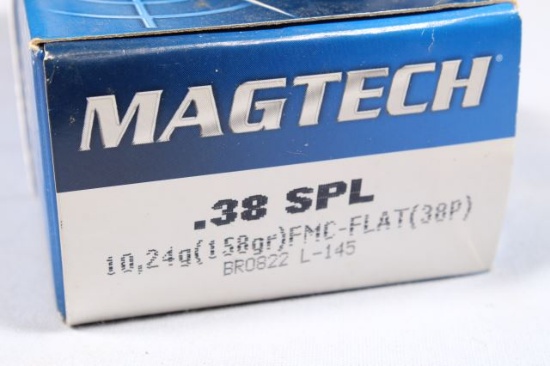 MAGTECH
.38 SPL
10,24g(158gr)FMC-FLAT(38P)
BR0822 L-145